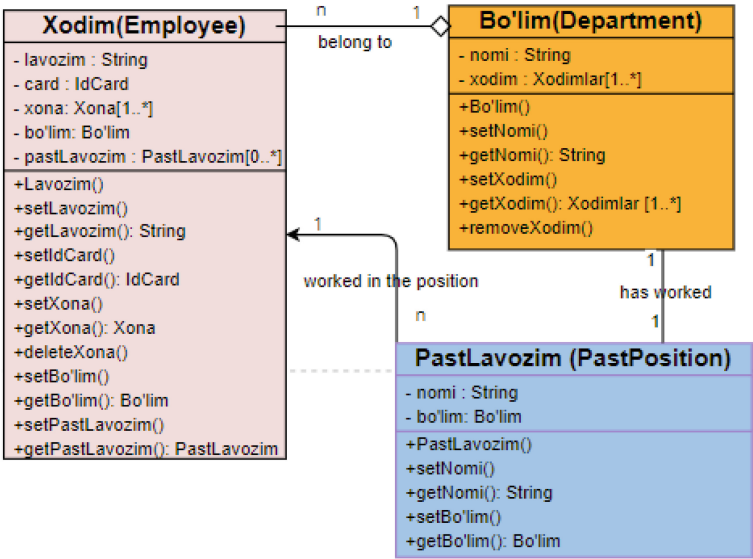 Xodim(Employee)
- lavozim : String
- card : IdCard
- xona: Xona[1..*]
- bo'lim: Bo'lim
- pastLavozim : PastLavozim[0..*]
+Lavozim()
+setLavozim()
+getLavozim(): String
+setIdCard()
+getIdCard(): IdCard
+setXona()
+getXona(): Xona
+deleteXona()
+setBo'lim()
+getBo'lim(): Bo'lim
+setPastLavozim()
+getPastLavozim(): PastLavozim
n
1
belong to
Bo'lim(Department)
- nomi : String
- xodim : Xodimlar[1..*]
+Bo'lim()
+setNomi()
+getNomi(): String
+setXodim()
+getXodim(): Xodimlar [1..*]
+removeXodim()
1
worked in the position
n
1
has worked
1
PastLavozim (PastPosition)
- nomi : String
- bo'lim: Bo'lim
+PastLavozim()
+setNomi()
+getNomi(): String
+setBo'lim()
+getBo'lim(): Bo'lim